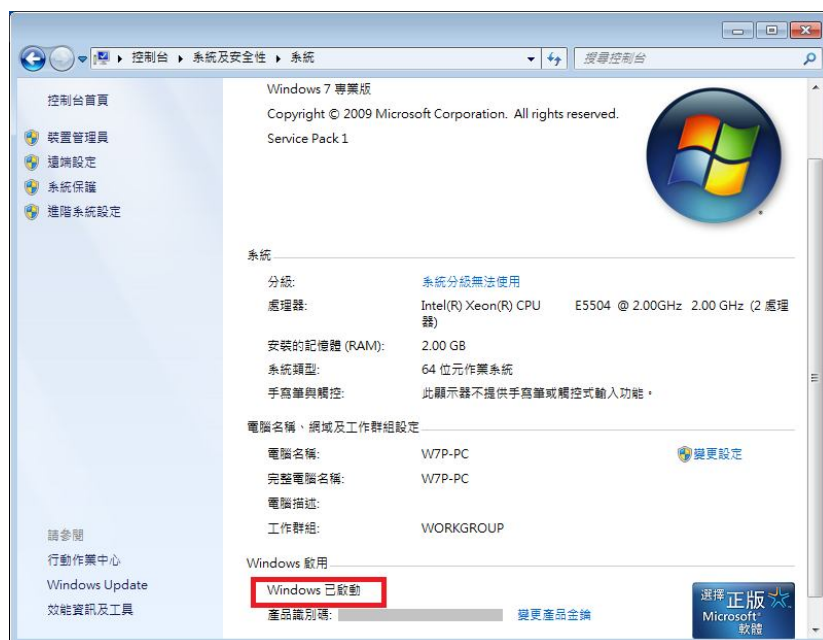 控制台 ▸ 系統及安全性 ▸ 系統
搜尋控制台
控制台首頁
裝置管理員
遠端設定
系統保護
進階系統設定
Windows 7 專業版
Copyright © 2009 Microsoft Corporation. All rights reserved.
Service Pack 1
系統
分級: 系統分級無法使用
處理器: Intel(R) Xeon(R) CPU E5504 @ 2.00GHz 2.00 GHz (2 處理
器)
安裝的記憶體 (RAM): 2.00 GB
系統類型: 64 位元作業系統
手寫筆與觸控: 此顯示器不提供手寫筆或觸控式輸入功能。
電腦名稱、網域及工作群組設定
電腦名稱: W7P-PC 變更設定
完整電腦名稱: W7P-PC
電腦描述:
工作群組: WORKGROUP
Windows 啟用
Windows 已啟動
產品識別碼: 變更產品金鑰
選擇正版
Microsoft®
軟體
請參閱
行動作業中心
Windows Update
效能資訊及工具